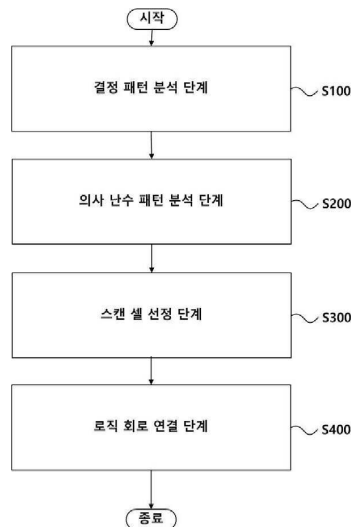 시작
결정 패턴 분석 단계
S100
의사 난수 패턴 분석 단계
S200
스캔 셀 선정 단계
S300
로직 회로 연결 단계
S400
종료